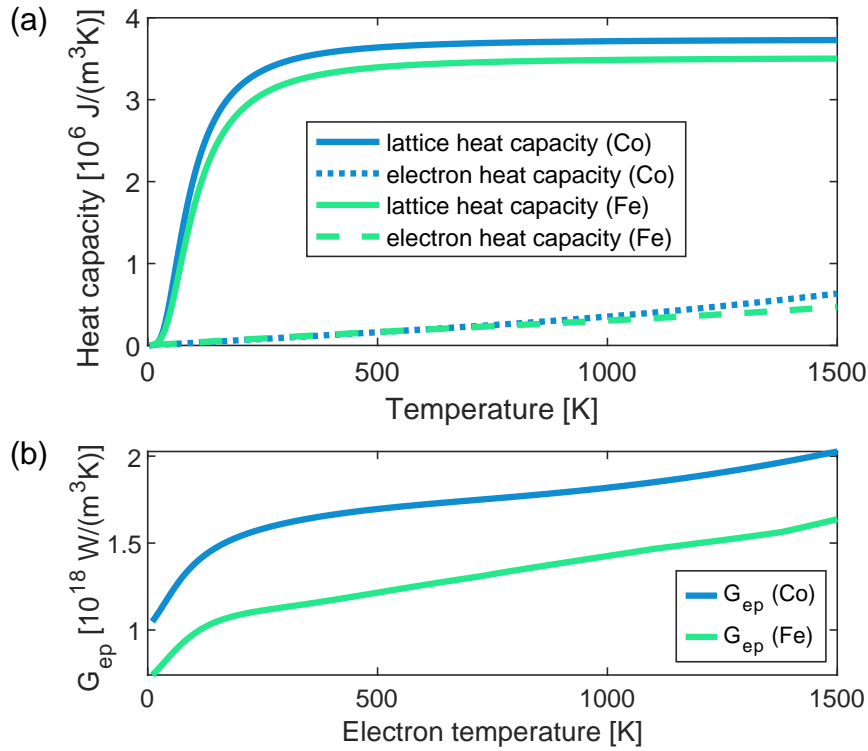 (a)
Heat capacity [10^6 J/(m^3K)]
4
3
2
1
0
lattice heat capacity (Co)
electron heat capacity (Co)
lattice heat capacity (Fe)
electron heat capacity (Fe)
0 500 1000 1500
Temperature [K]
(b)
G_ep [10^18 W/(m^3K)]
2
1.5
1
G_ep (Co)
G_ep (Fe)
0 500 1000 1500
Electron temperature [K]